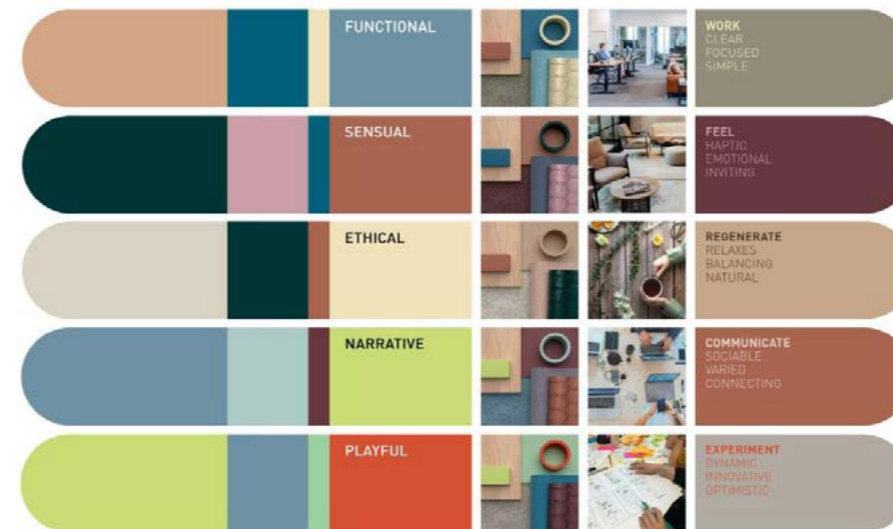 FUNCTIONAL
WORK
CLEAR
FOCUSED
SIMPLE
SENSUAL
FEEL
HAPTIC
EMOTIONAL
INVITING
ETHICAL
REGENERATE
RELAXES
BALANCING
NATURAL
NARRATIVE
COMMUNICATE
SOCIABLE
VARIED
CONNECTING
PLAYFUL
EXPERIMENT
DYNAMIC
INNOVATIVE
OPTIMISTIC